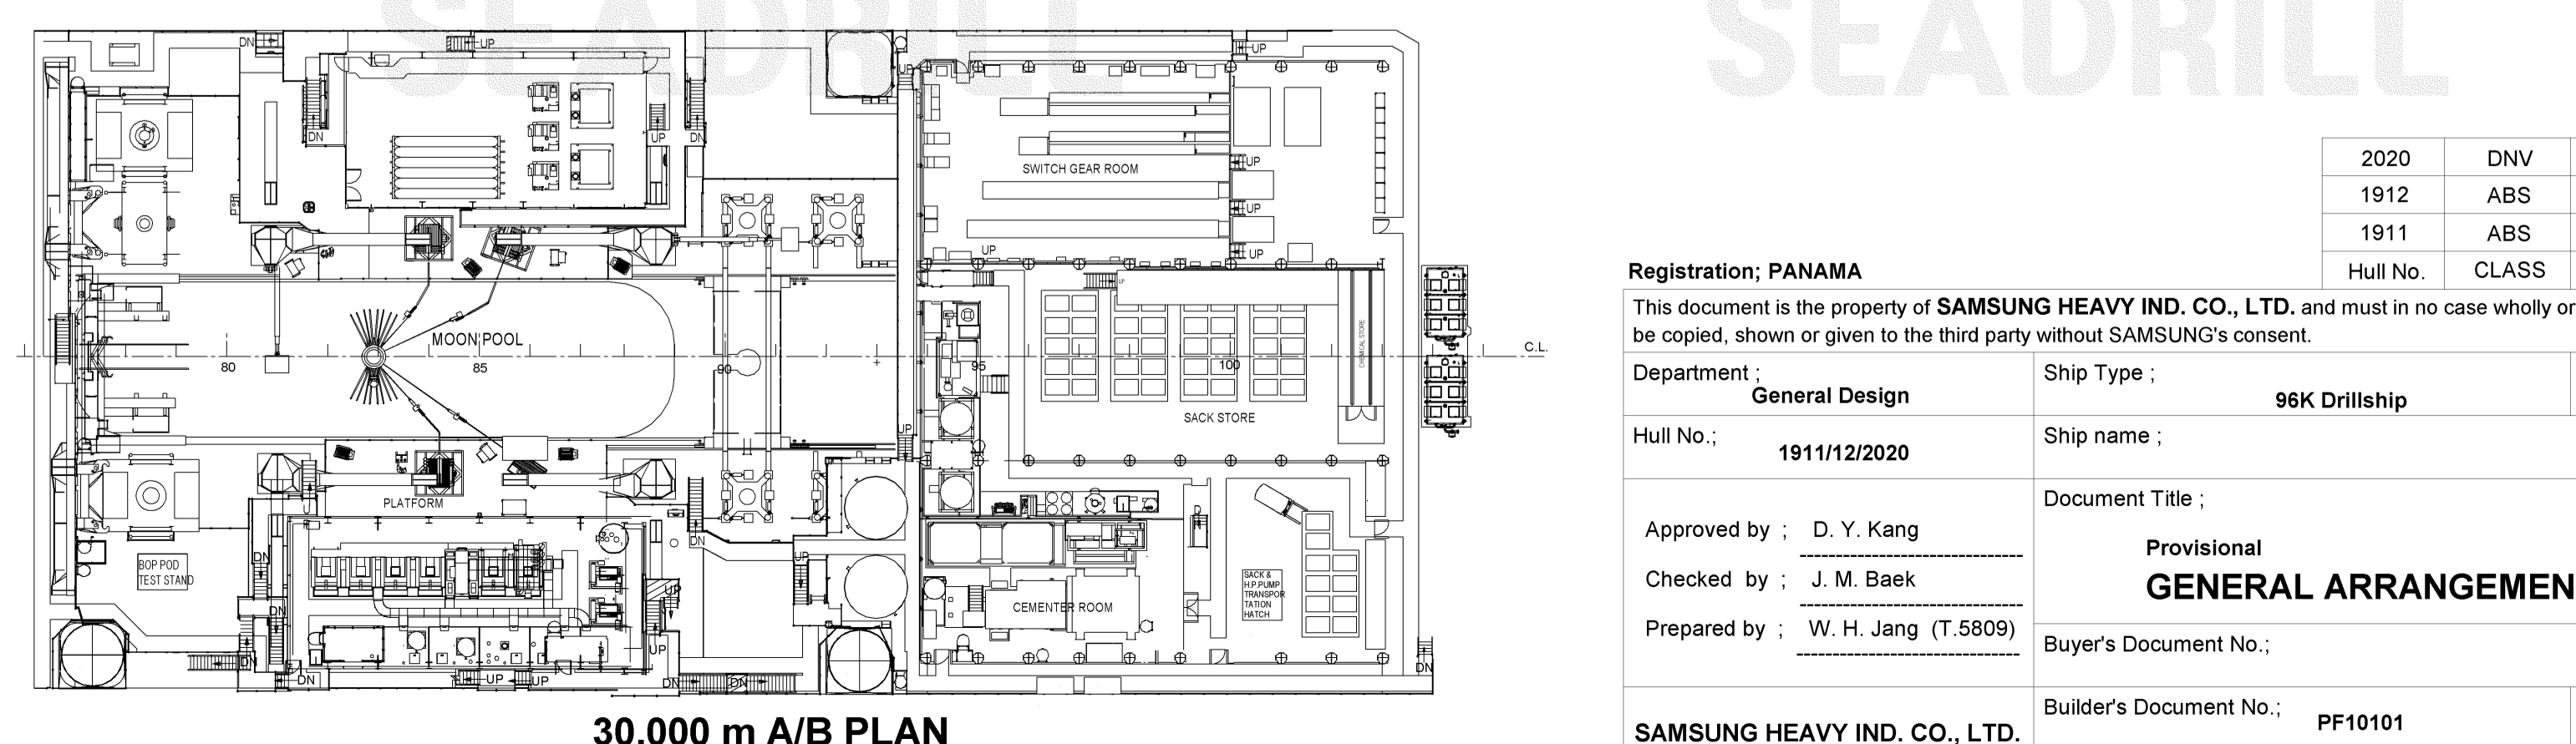 SEADRILL
SEADRILL
DN
UP
UP
UP
DN
UP
DN
UP
SWITCH GEAR ROOM
UP
UP
UP
UP
UP
MOON POOL
C.L.
80
85
90
95
100
CHEMICAL STORE
SACK STORE
UP
PLATFORM
DN
UP
BOP POD
TEST STAND
DN
UP
DN
SACK &
H.P.PUMP
TRANSPOR
TATION
HATCH
CEMENTER ROOM
UP
DN
DN
UP
UP
DN
DN
DN
30.000 m A/B PLAN
2020 DNV
1912 ABS
1911 ABS
Hull No. CLASS
Registration; PANAMA
This document is the property of SAMSUNG HEAVY IND. CO., LTD. and must in no case wholly or
be copied, shown or given to the third party without SAMSUNG's consent.
Department ;
General Design
Ship Type ;
96K Drillship
Hull No.;
1911/12/2020
Ship name ;
Document Title ;
Provisional
GENERAL ARRANGEMEN
Approved by ; D. Y. Kang
Checked by ; J. M. Baek
Prepared by ; W. H. Jang (T.5809)
Buyer's Document No.;
Builder's Document No.;
PF10101
SAMSUNG HEAVY IND. CO., LTD.